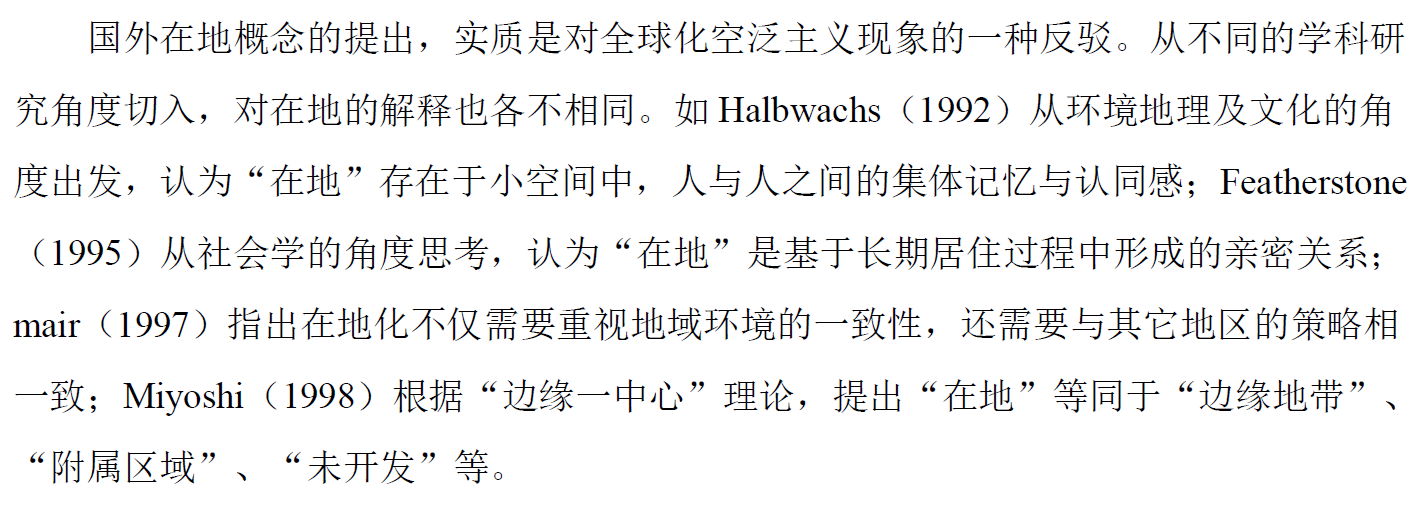 国外在地概念的提出，实质是对全球化空泛主义现象的一种反驳。从不同的学科研
究角度切入，对在地的解释也各不相同。如 Halbwachs（1992）从环境地理及文化的角
度出发，认为“在地”存在于小空间中，人与人之间的集体记忆与认同感；Featherstone
（1995）从社会学的角度思考，认为“在地”是基于长期居住过程中形成的亲密关系；
mair（1997）指出在地化不仅需要重视地域环境的一致性，还需要与其它地区的策略相
一致；Miyoshi（1998）根据“边缘一中心”理论，提出“在地”等同于“边缘地带”、
“附属区域”、“未开发”等。